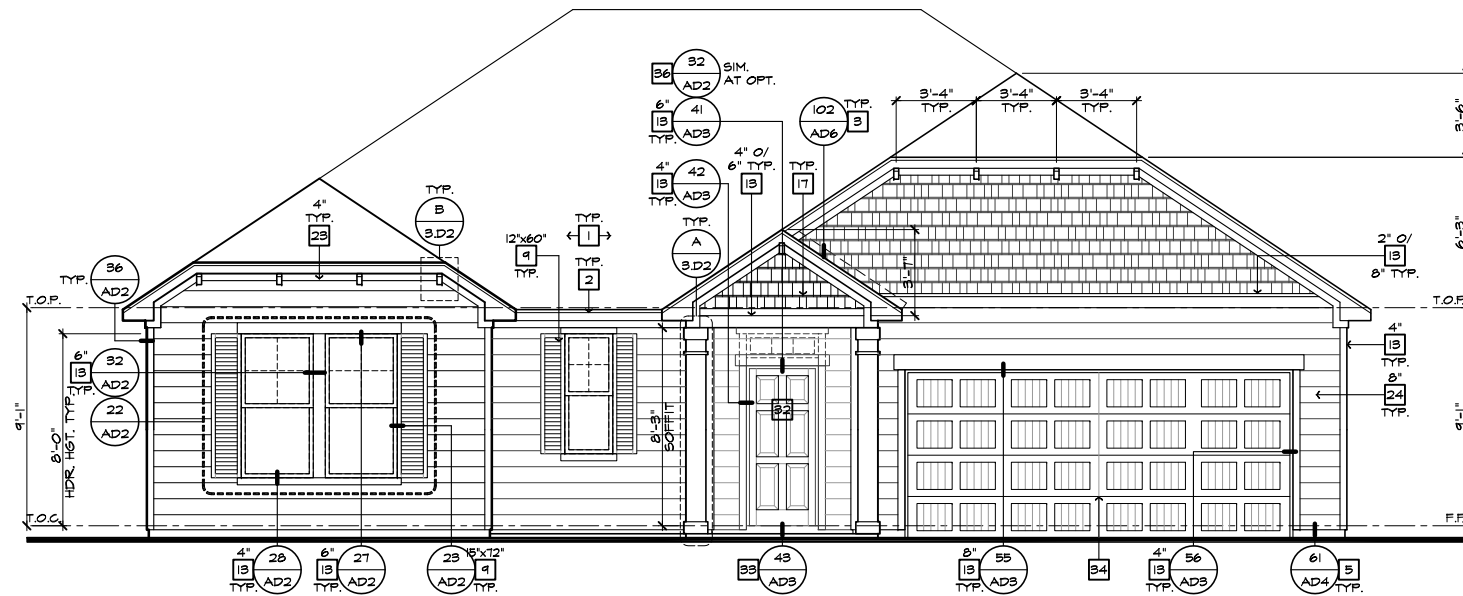 36
32
AD2
SIM.
AT OPT.
6"
13
TYP.
41
AD3
102
AD6
TYP.
3
3'-4"
TYP.
3'-4"
TYP.
3'-4"
TYP.
3'-6"
4"
13
TYP.
42
AD3
4" O/
6" TYP.
13
TYP.
17
4"
TYP.
23
TYP.
B
3.D2
12"x60"
9
TYP.
TYP.
1
TYP.
2
TYP.
A
3.D2
3'-7"
2" O/
13
8" TYP.
6'-3"
TYP.
36
AD2
T.O.P.
T.O.P.
6"
13
TYP.
32
AD2
22
AD2
9'-1"
8'-0"
HDR. HGT. TYP.
8'-3"
SOFFIT
32
4"
13
TYP.
8"
24
TYP.
9'-1"
T.O.C.
F.F.
4"
13
TYP.
28
AD2
6"
13
TYP.
27
AD2
23
AD2
15"x72"
9
TYP.
33
43
AD3
8"
13
TYP.
55
AD3
34
4"
13
TYP.
56
AD3
61
AD4
5
TYP.